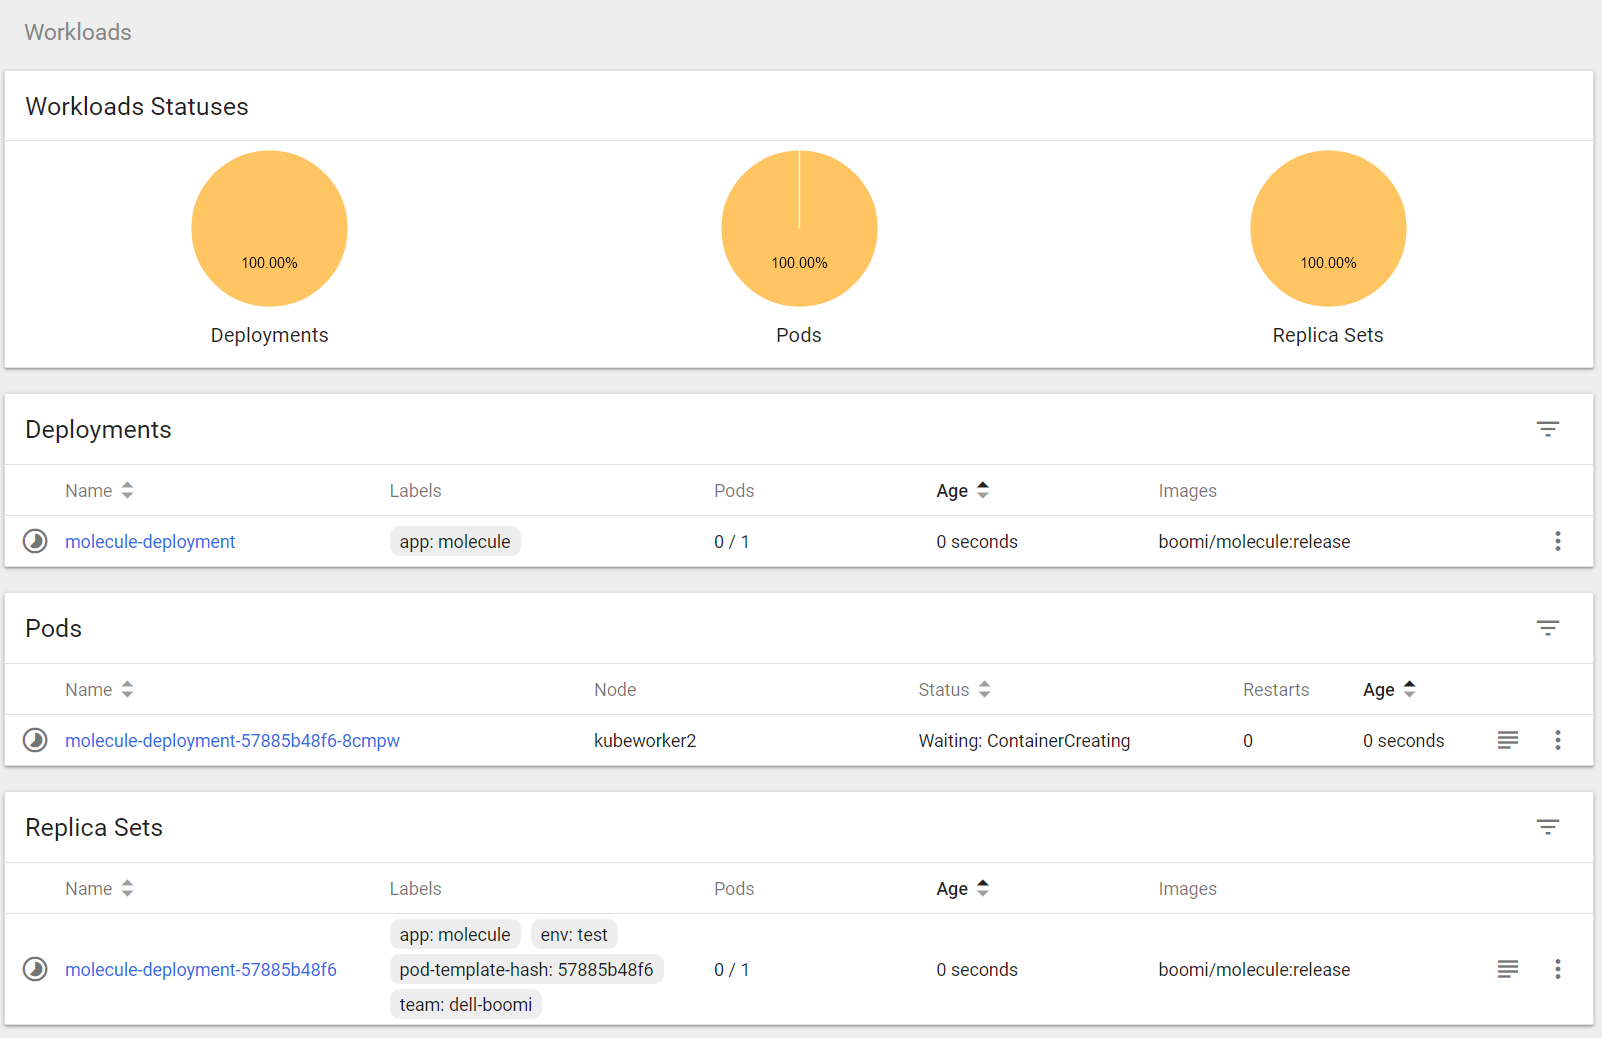 Workloads
Workloads Statuses
100.00% 100.00% 100.00%
Deployments Pods Replica Sets
Deployments
Name Labels Pods Age Images
molecule-deployment app: molecule 0 / 1 0 seconds boomi/molecule:release
Pods
Name Node Status Restarts Age
molecule-deployment-57885b48f6-8cmpw kubeworker2 Waiting: ContainerCreating 0 0 seconds
Replica Sets
Name Labels Pods Age Images
app: molecule env: test
molecule-deployment-57885b48f6 pod-template-hash: 57885b48f6 0 / 1 0 seconds boomi/molecule:release
team: dell-boomi